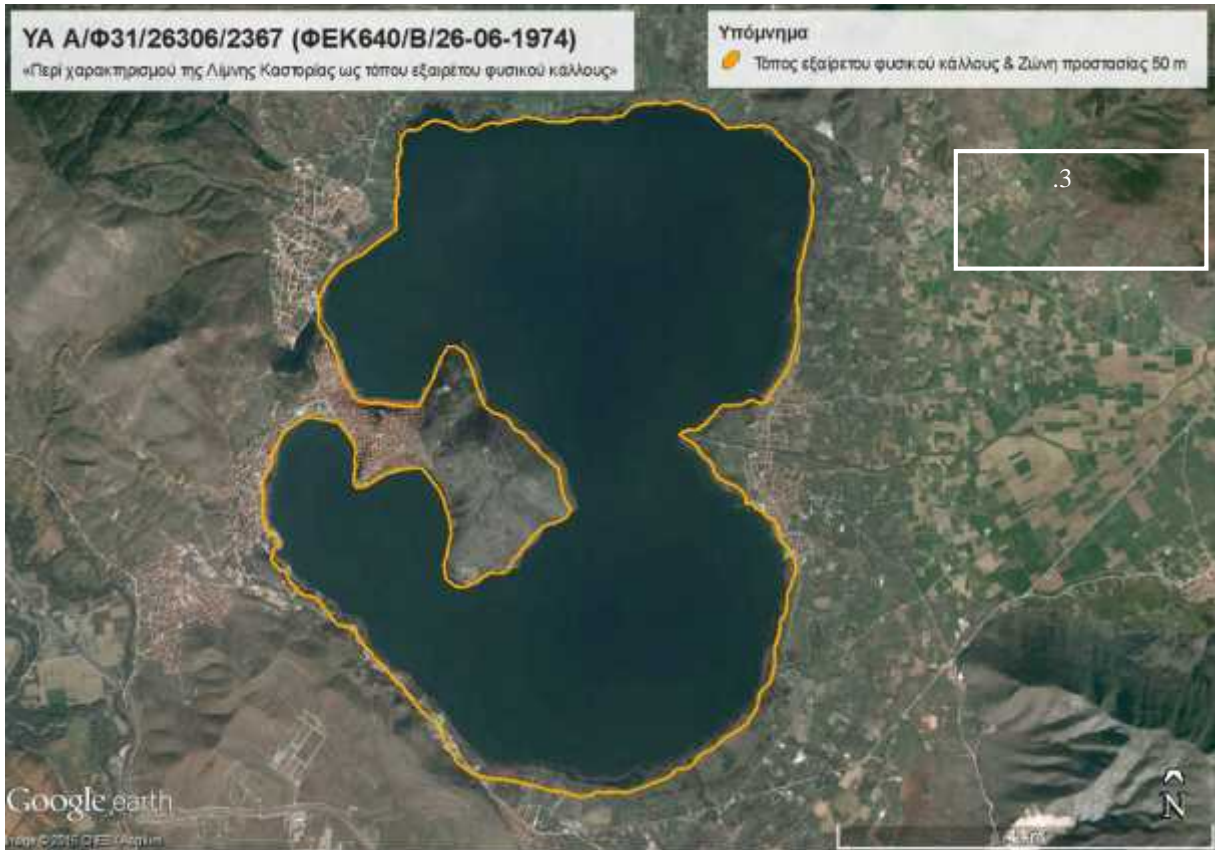 ΥΑ Α/Φ31/26306/2367 (ΦΕΚ640/Β/26-06-1974)
«Περί χαρακτηρισμού της Λίμνης Καστοριάς ως τόπου εξαιρέτου φυσικού κάλλους»
Υπόμνημα
Τόπος εξαίρετου φυσικού κάλλους & Ζώνη προστασίας 50 m
.3
Google earth
N